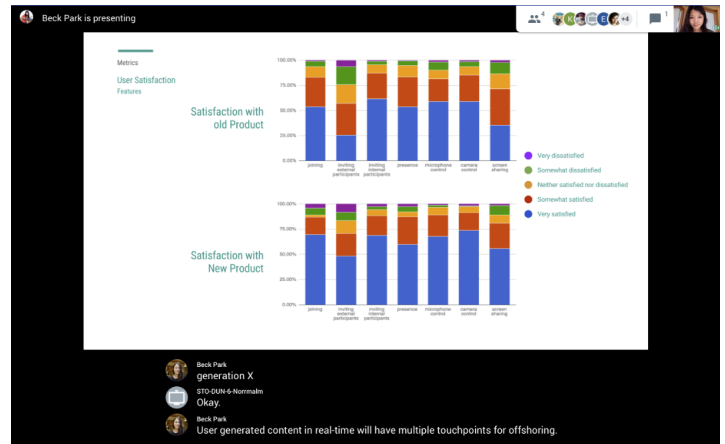 Beck Park is presenting
4
K
E
+4
1
Metrics
User Satisfaction
Features
Satisfaction with
old Product
100.00%
75.00%
50.00%
25.00%
0.00%
joining
inviting
external
participants
inviting
internal
participants
presence
microphone
control
camera
control
screen
sharing
Very dissatisfied
Somewhat dissatisfied
Neither satisfied nor dissatisfied
Somewhat satisfied
Very satisfied
Satisfaction with
New Product
100.00%
75.00%
50.00%
25.00%
0.00%
joining
inviting
external
participants
inviting
internal
participants
presence
microphone
control
camera
control
screen
sharing
Beck Park
generation X
STO-DUN-6-Norrmalm
Okay.
Beck Park
User generated content in real-time will have multiple touchpoints for offshoring.